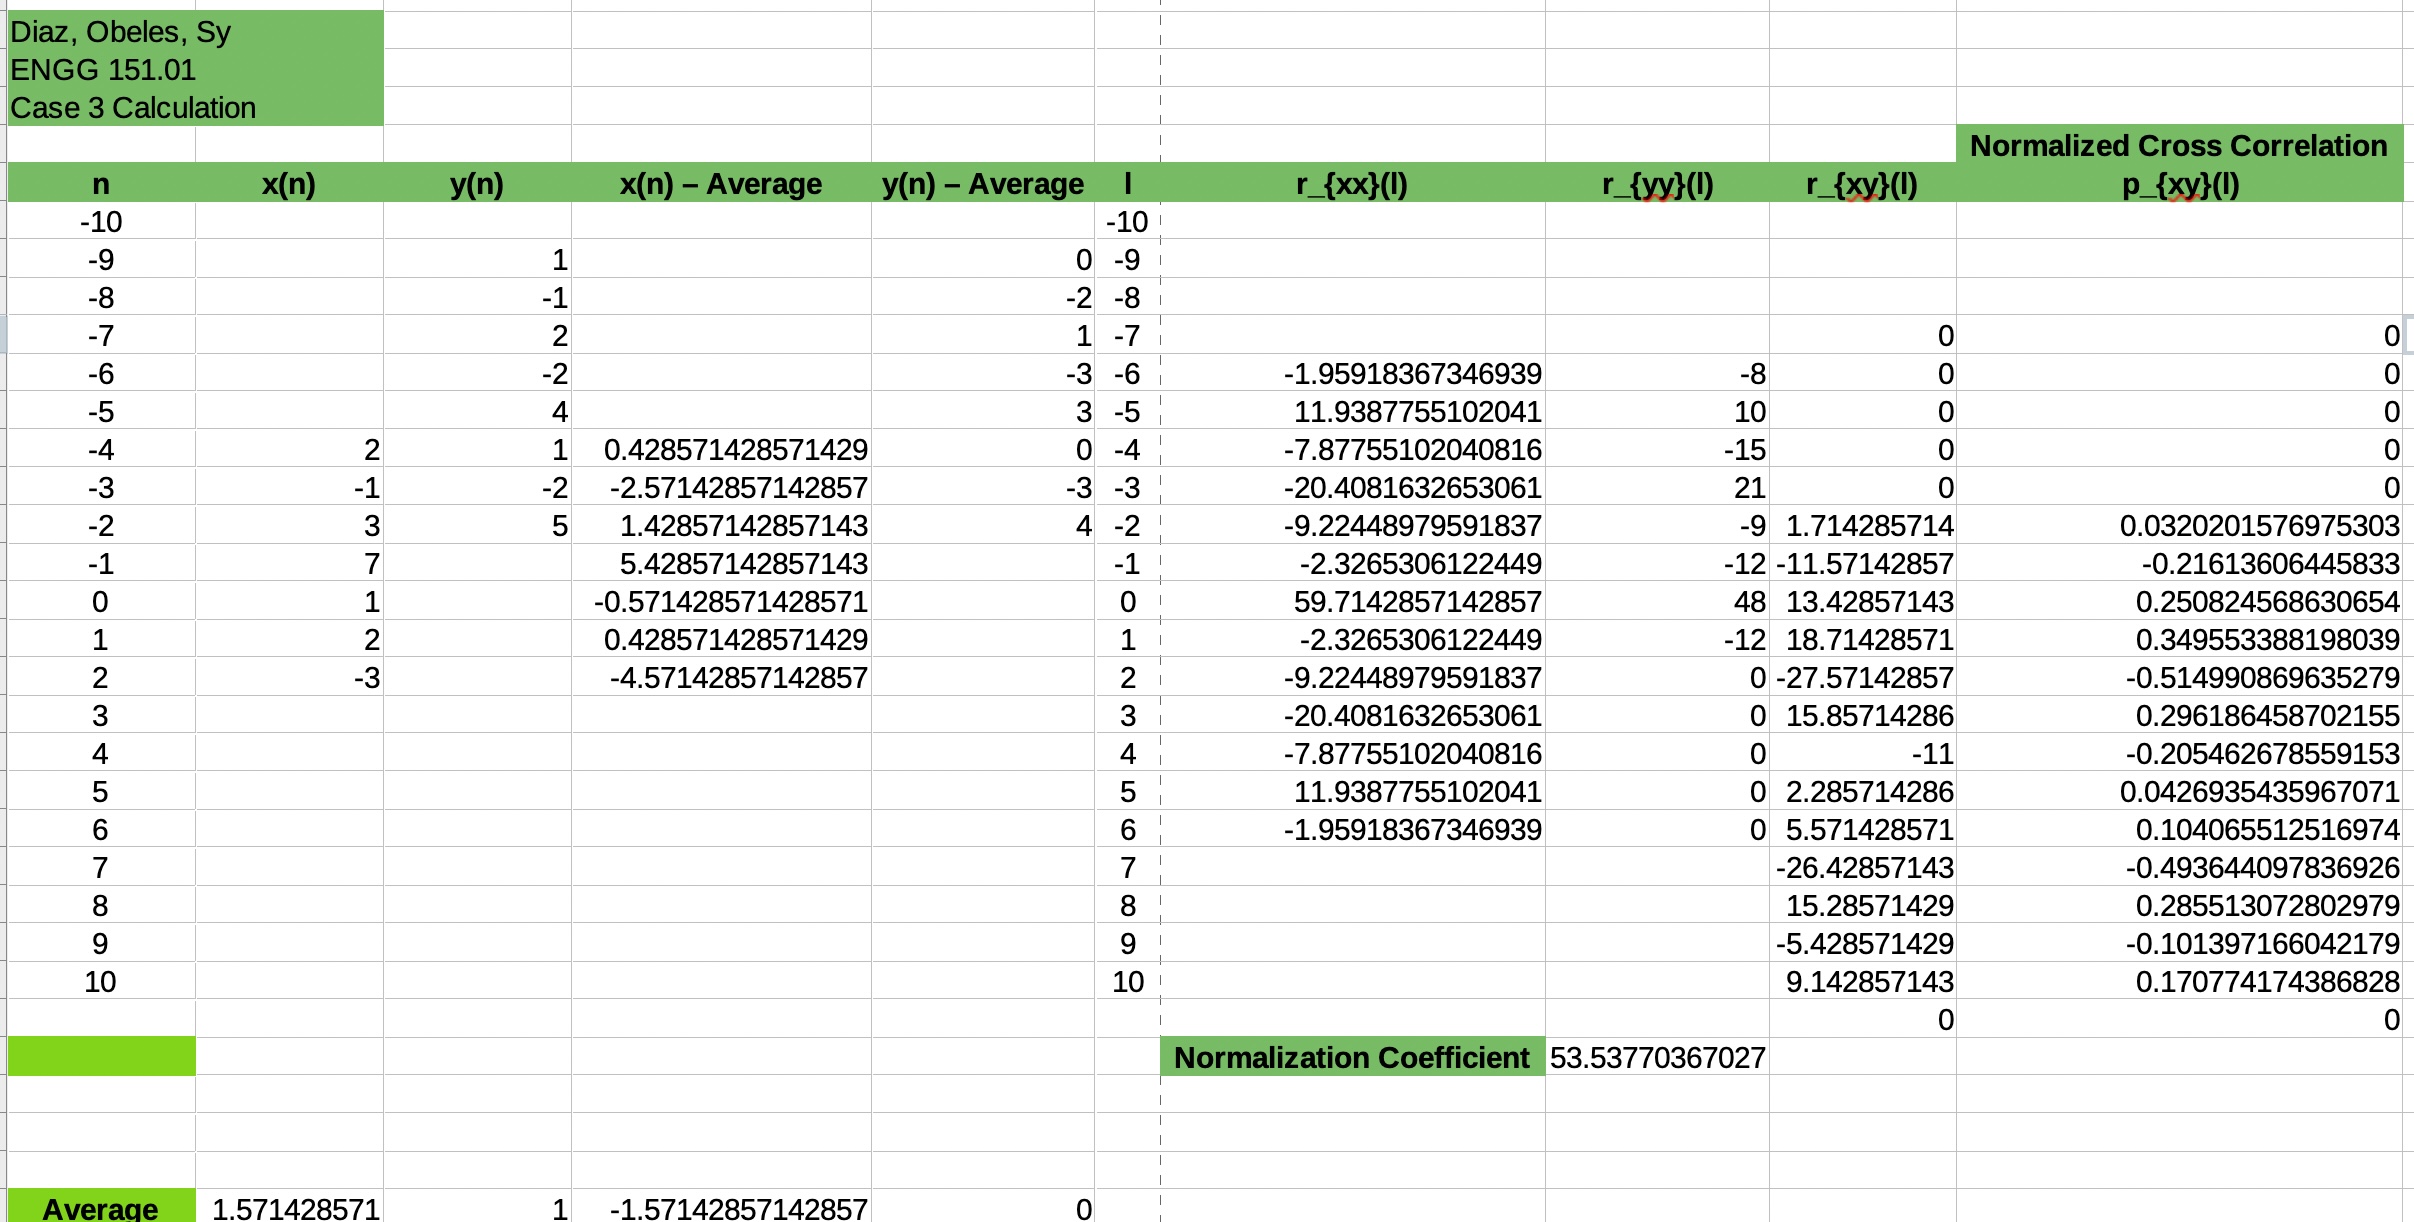 Diaz, Obeles, Sy
ENGG 151.01
Case 3 Calculation
Normalized Cross Correlation
n x(n) y(n) x(n) – Average y(n) – Average l r_{xx}(l) r_{yy}(l) r_{xy}(l) p_{xy}(l)
-10 -10
-9 1 0 -9
-8 -1 -2 -8
-7 2 1 -7 0 0
-6 -2 -3 -6 -1.95918367346939 -8 0 0
-5 4 3 -5 11.9387755102041 10 0 0
-4 2 1 0.428571428571429 0 -4 -7.87755102040816 -15 0 0
-3 -1 -2 -2.57142857142857 -3 -3 -20.4081632653061 21 0 0
-2 3 5 1.42857142857143 4 -2 -9.22448979591837 -9 1.714285714 0.0320201576975303
-1 7 5.42857142857143 -1 -2.3265306122449 -12 -11.57142857 -0.21613606445833
0 1 -0.571428571428571 0 59.7142857142857 48 13.42857143 0.250824568630654
1 2 0.428571428571429 1 -2.3265306122449 -12 18.71428571 0.349553388198039
2 -3 -4.57142857142857 2 -9.22448979591837 0 -27.57142857 -0.514990869635279
3 3 -20.4081632653061 0 15.85714286 0.296186458702155
4 4 -7.87755102040816 0 -11 -0.205462678559153
5 5 11.9387755102041 0 2.285714286 0.0426935435967071
6 6 -1.95918367346939 0 5.571428571 0.104065512516974
7 7 -26.42857143 -0.493644097836926
8 8 15.28571429 0.285513072802979
9 9 -5.428571429 -0.101397166042179
10 10 9.142857143 0.170774174386828
0 0
Normalization Coefficient 53.53770367027
Average 1.571428571 1 -1.57142857142857 0